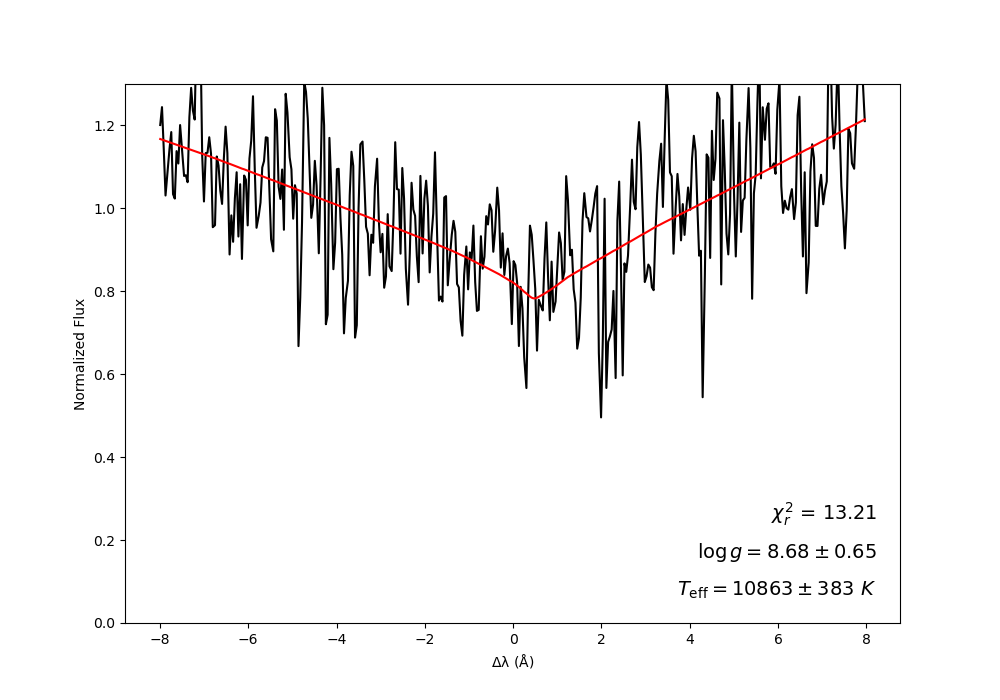 1.2
1.0
0.8
0.6
0.4
0.2
0.0
Normalized Flux
χ²ᵣ = 13.21
log g = 8.68 ± 0.65
T_eff = 10863 ± 383 K
−8 −6 −4 −2 0 2 4 6 8
Δλ (Å)